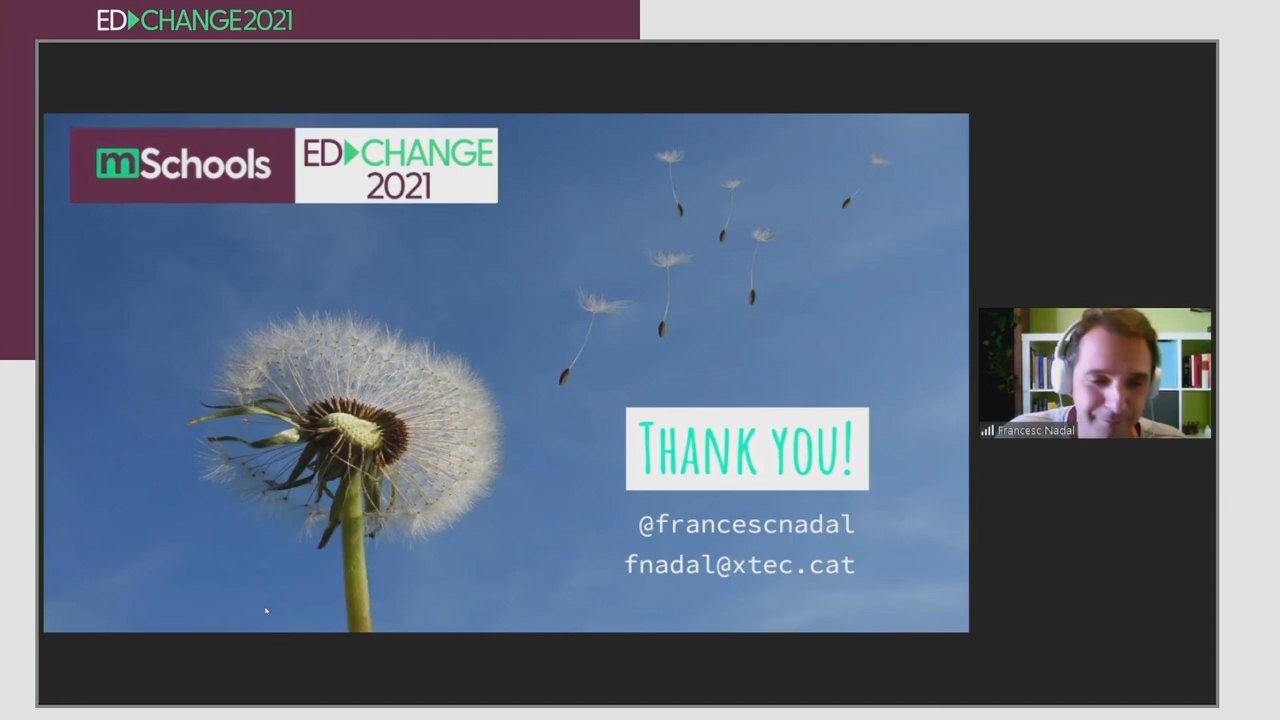 ED CHANGE2021
mSchools
ED CHANGE
2021
THANK YOU!
@francescnadal
fnadal@xtec.cat
Francesc Nadal